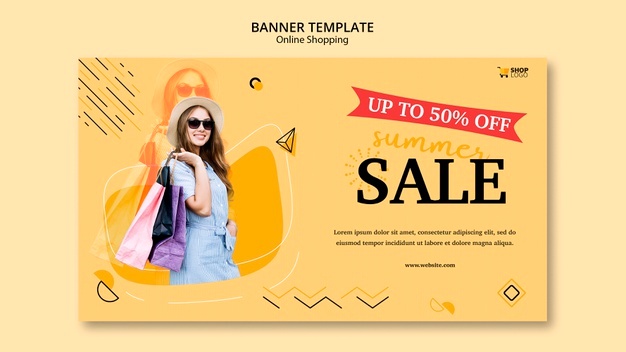 BANNER TEMPLATE
Online Shopping
SHOP
LOGO
UP TO 50% OFF
summer
SALE
Lorem ipsum dolor sit amet, consectetur adipiscing elit, sed do
eiusmod tempor incididunt ut labore et dolore magna aliqua.
www.website.com